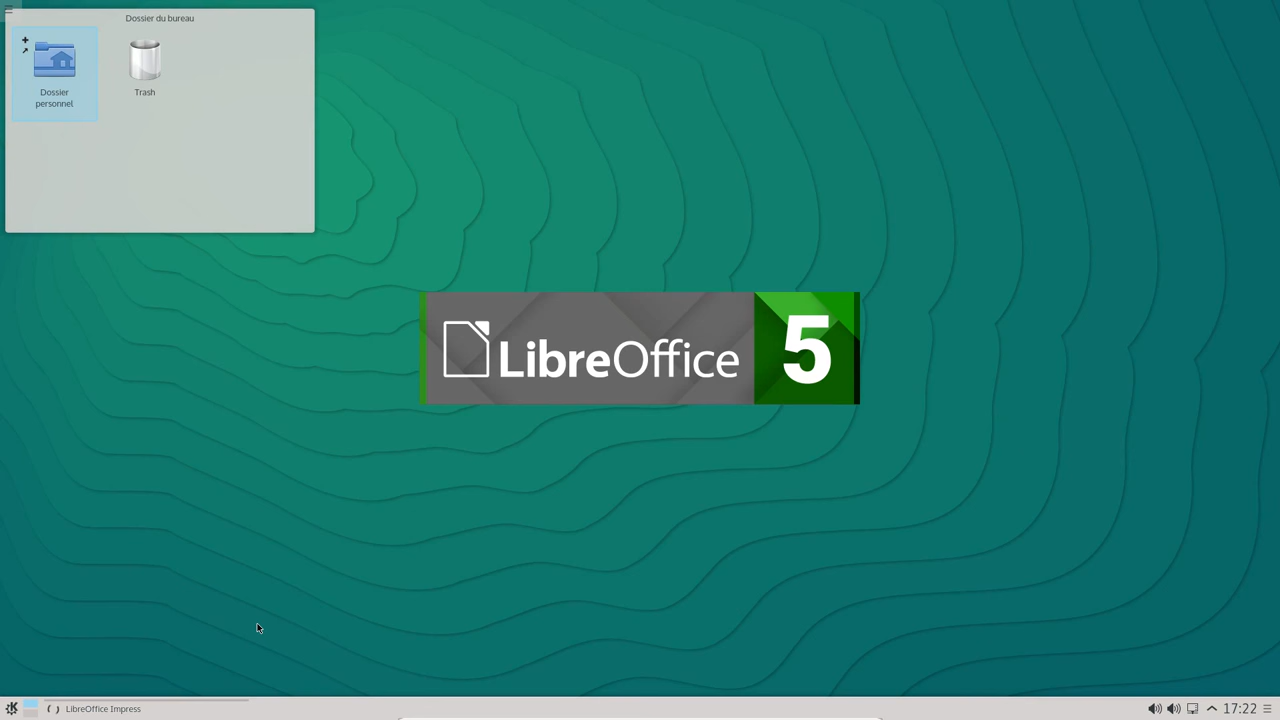 Dossier du bureau
Dossier
personnel
Trash
LibreOffice 5
LibreOffice Impress
17:22